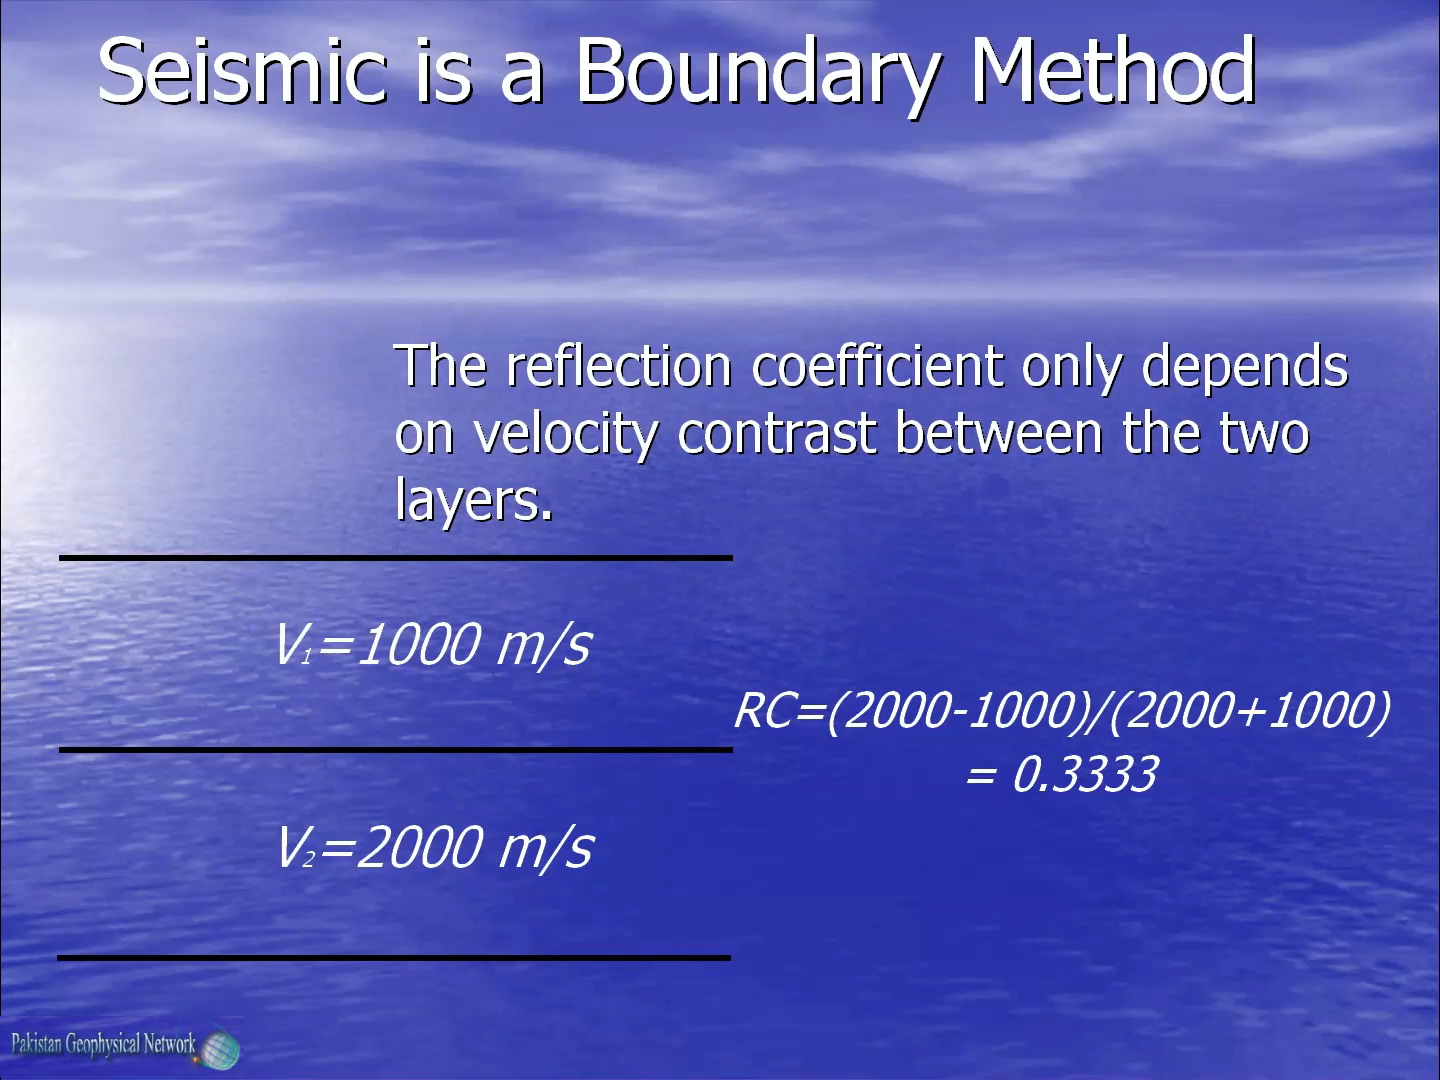 Seismic is a Boundary Method
The reflection coefficient only depends
on velocity contrast between the two
layers.
V₁=1000 m/s
RC=(2000-1000)/(2000+1000)
= 0.3333
V₂=2000 m/s
Pakistan Geophysical Network